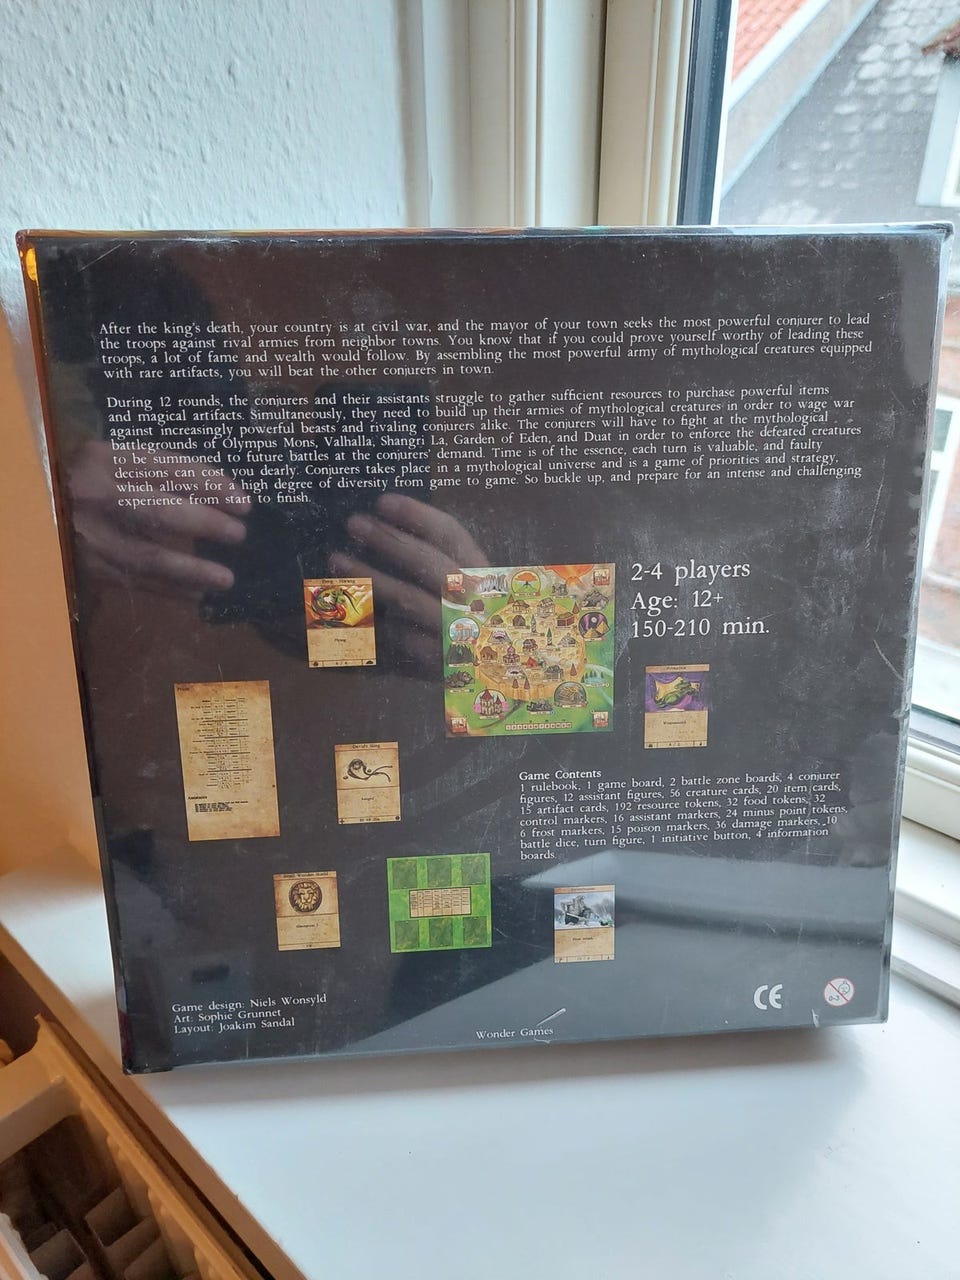 After the king's death, your country is at civil war, and the mayor of your town seeks the most powerful conjurer to lead
the troops against rival armies from neighbor towns. You know that if you could prove yourself worthy of leading these
troops, a lot of fame and wealth would follow. By assembling the most powerful army of mythological creatures equipped
with rare artifacts, you will beat the other conjurers in town.
During 12 rounds, the conjurers and their assistants struggle to gather sufficient resources to purchase powerful items
and magical artifacts. Simultaneously, they need to build up their armies of mythological creatures in order to wage war
against increasingly powerful beasts and rivaling conjurers alike. The conjurers will have to fight at the mythological
battlegrounds of Olympus Mons, Valhalla, Shangri La, Garden of Eden, and Duat in order to enforce the defeated creatures
to be summoned to future battles at the conjurers' demand. Time is of the essence, each turn is valuable, and faulty
decisions can cost you dearly. Conjurers takes place in a mythological universe and is a game of priorities and strategy,
which allows for a high degree of diversity from game to game. So buckle up, and prepare for an intense and challenging
experience from start to finish.
2-4 players
Age: 12+
150-210 min.
Flying
Game Contents
1 rulebook, 1 game board, 2 battle zone boards, 4 conjurer
figures, 12 assistant figures, 56 creature cards, 20 item cards,
15 artifact cards, 192 resource tokens, 32 food tokens, 32
control markers, 16 assistant markers, 24 minus point tokens,
6 frost markers, 15 poison markers, 36 damage markers, 10
battle dice, turn figure, 1 initiative button, 4 information
boards.
Game design: Niels Wonsyld
Art: Sophie Grunnet
Layout: Joakim Sandal
Wonder Games
CE
0-3